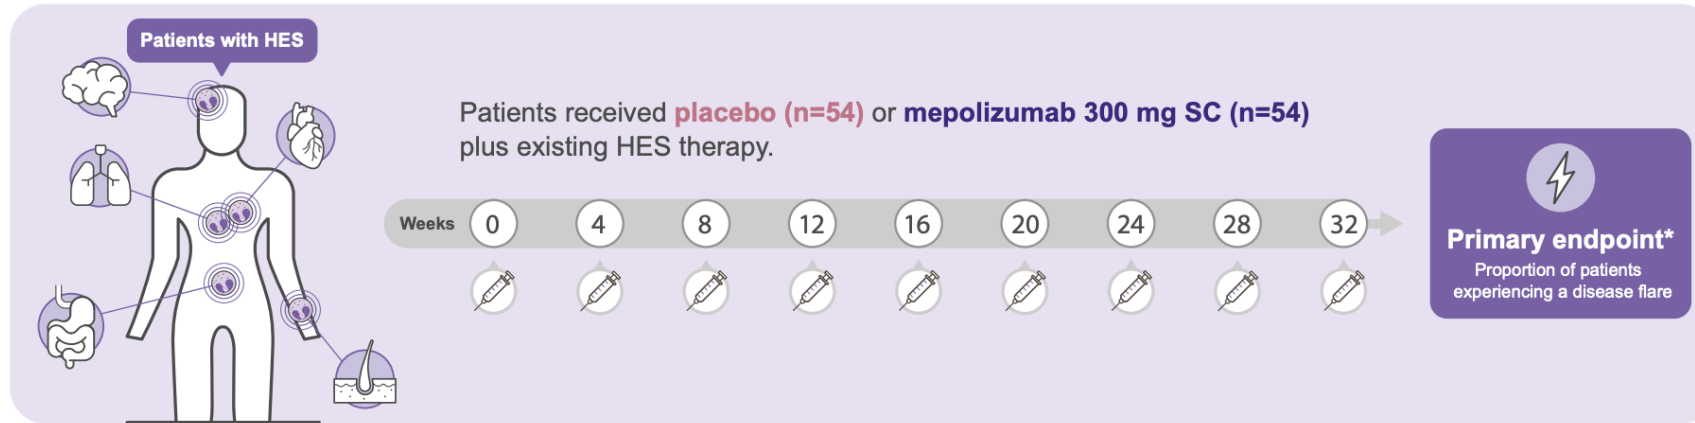 Patients with HES
Patients received placebo (n=54) or mepolizumab 300 mg SC (n=54)
plus existing HES therapy.
Weeks 0 4 8 12 16 20 24 28 32
Primary endpoint*
Proportion of patients
experiencing a disease flare